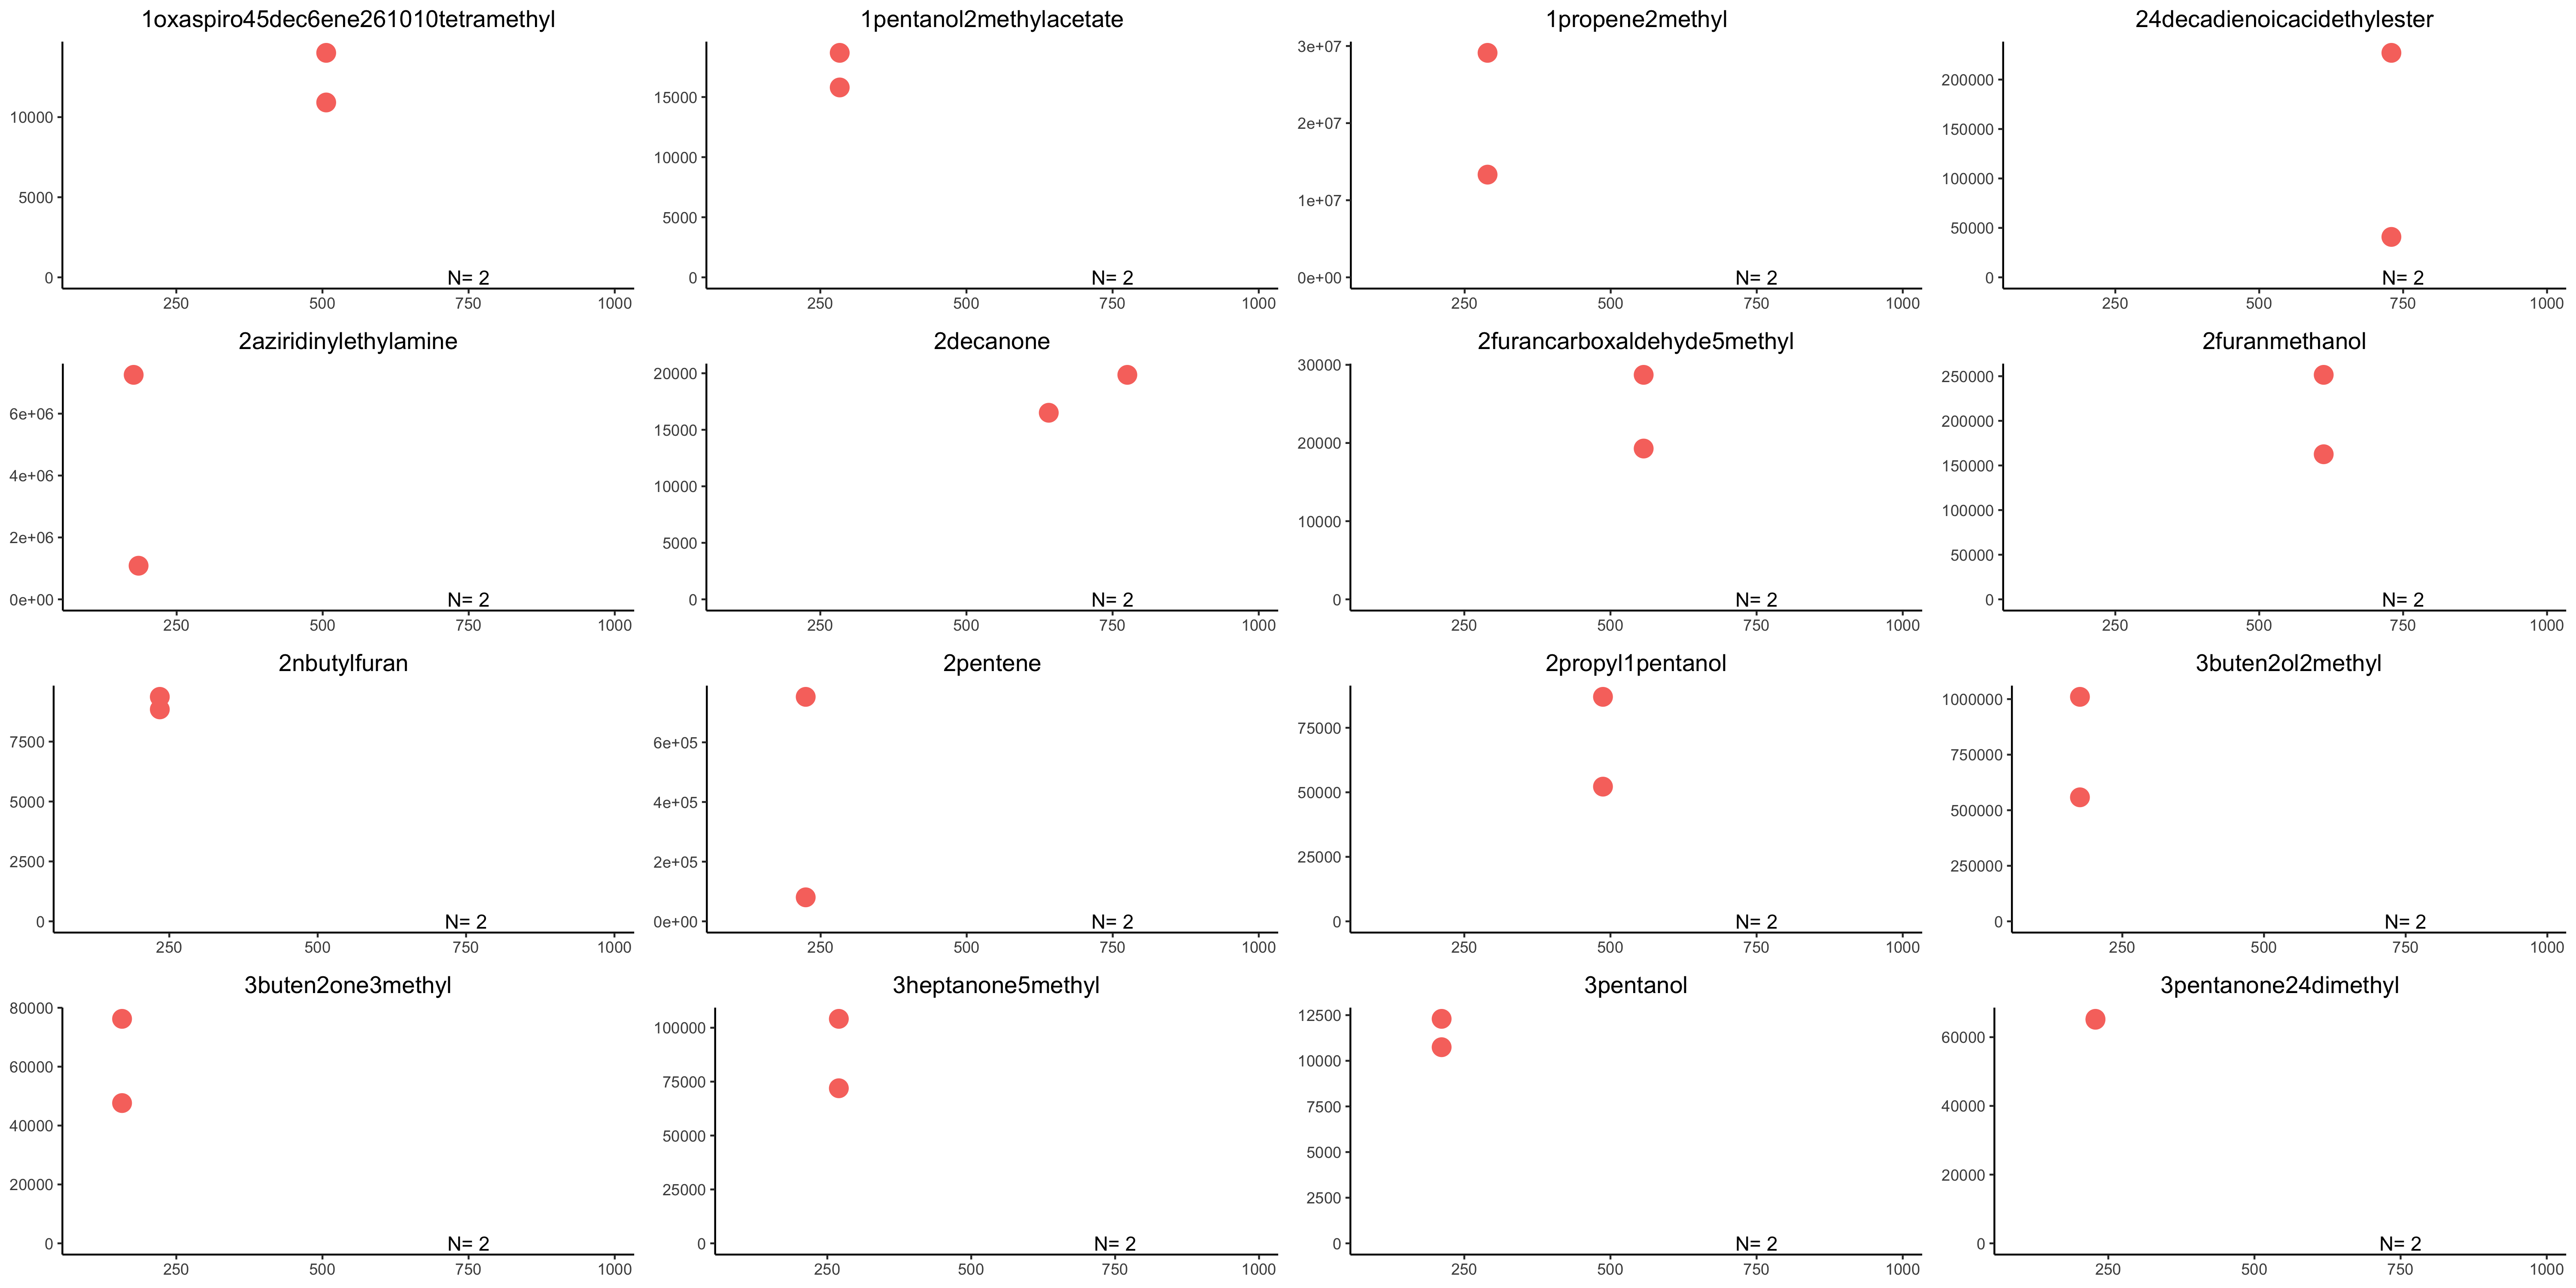 1oxaspiro45dec6ene261010tetramethyl
10000
5000
0
N= 2
250 500 750 1000
1pentanol2methylacetate
15000
10000
5000
0
N= 2
250 500 750 1000
1propene2methyl
3e+07
2e+07
1e+07
0e+00
N= 2
250 500 750 1000
24decadienoicacidethylester
200000
150000
100000
50000
0
N= 2
250 500 750 1000
2aziridinylethylamine
6e+06
4e+06
2e+06
0e+00
N= 2
250 500 750 1000
2decanone
20000
15000
10000
5000
0
N= 2
250 500 750 1000
2furancarboxaldehyde5methyl
30000
20000
10000
0
N= 2
250 500 750 1000
2furanmethanol
250000
200000
150000
100000
50000
0
N= 2
250 500 750 1000
2nbutylfuran
7500
5000
2500
0
N= 2
250 500 750 1000
2pentene
6e+05
4e+05
2e+05
0e+00
N= 2
250 500 750 1000
2propyl1pentanol
75000
50000
25000
0
N= 2
250 500 750 1000
3buten2ol2methyl
1000000
750000
500000
250000
0
N= 2
250 500 750 1000
3buten2one3methyl
80000
60000
40000
20000
0
N= 2
250 500 750 1000
3heptanone5methyl
100000
75000
50000
25000
0
N= 2
250 500 750 1000
3pentanol
12500
10000
7500
5000
2500
0
N= 2
250 500 750 1000
3pentanone24dimethyl
60000
40000
20000
0
N= 2
250 500 750 1000